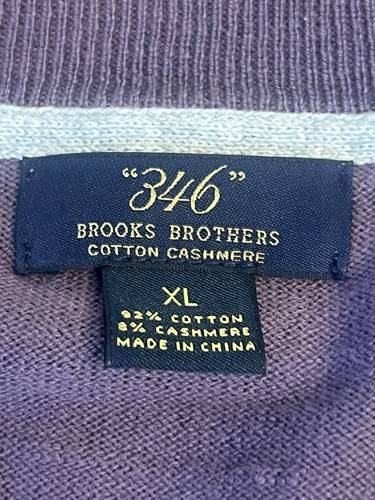 “346”
BROOKS BROTHERS
COTTON CASHMERE
XL
92% COTTON
8% CASHMERE
MADE IN CHINA